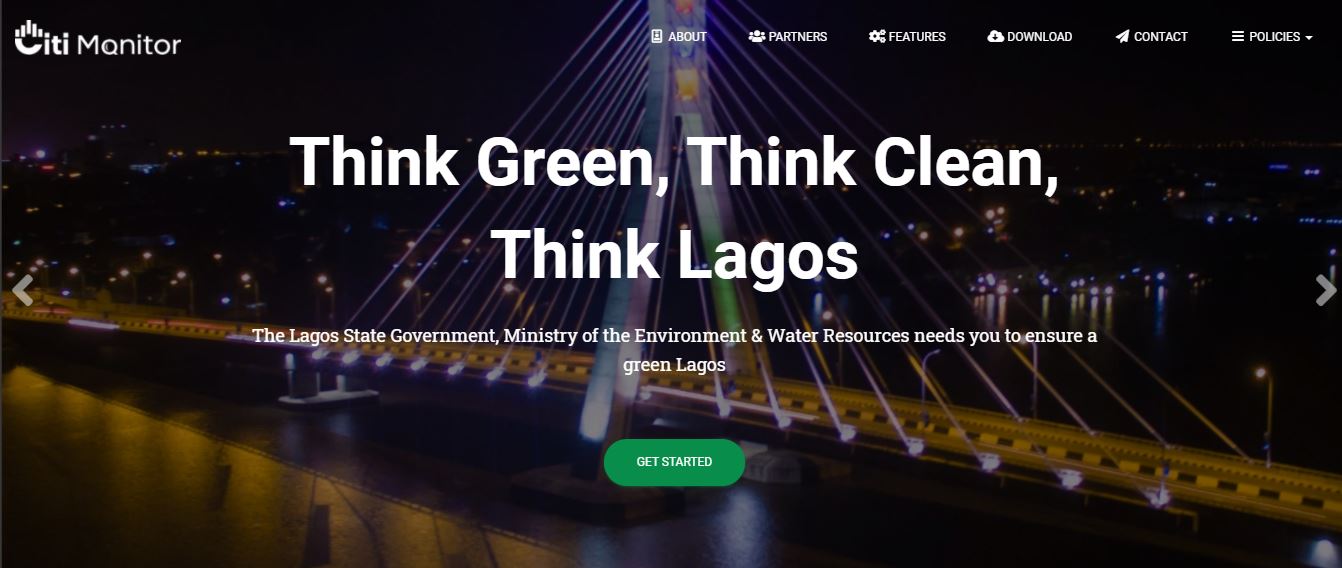 Citi Monitor
ABOUT
PARTNERS
FEATURES
DOWNLOAD
CONTACT
POLICIES
Think Green, Think Clean,
Think Lagos
The Lagos State Government, Ministry of the Environment & Water Resources needs you to ensure a
green Lagos
GET STARTED